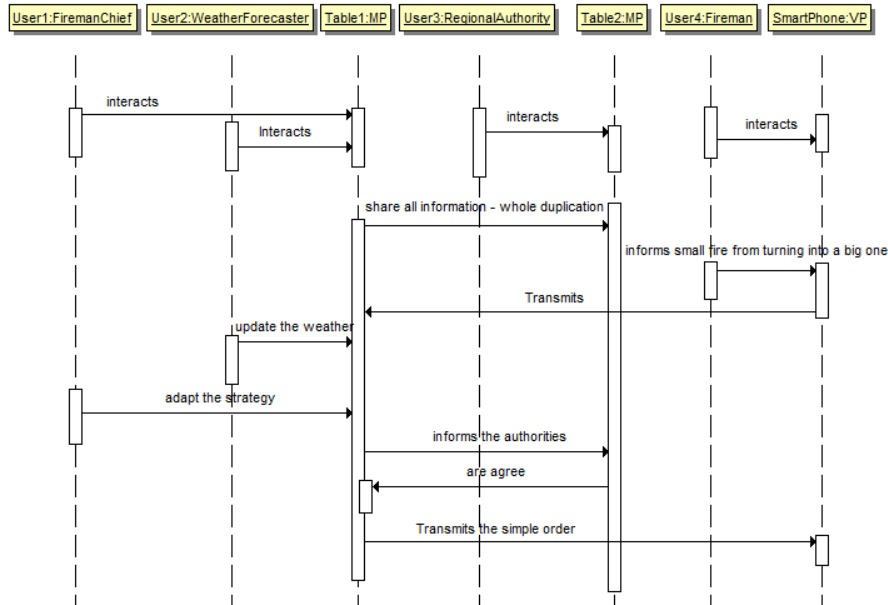 User1:FiremanChief
User2:WeatherForecaster
Table1:MP
User3:RegionalAuthority
Table2:MP
User4:Fireman
SmartPhone:VP
interacts
Interacts
interacts
interacts
share all information - whole duplication
informs small fire from turning into a big one
Transmits
update the weather
adapt the strategy
informs the authorities
are agree
Transmits the simple order